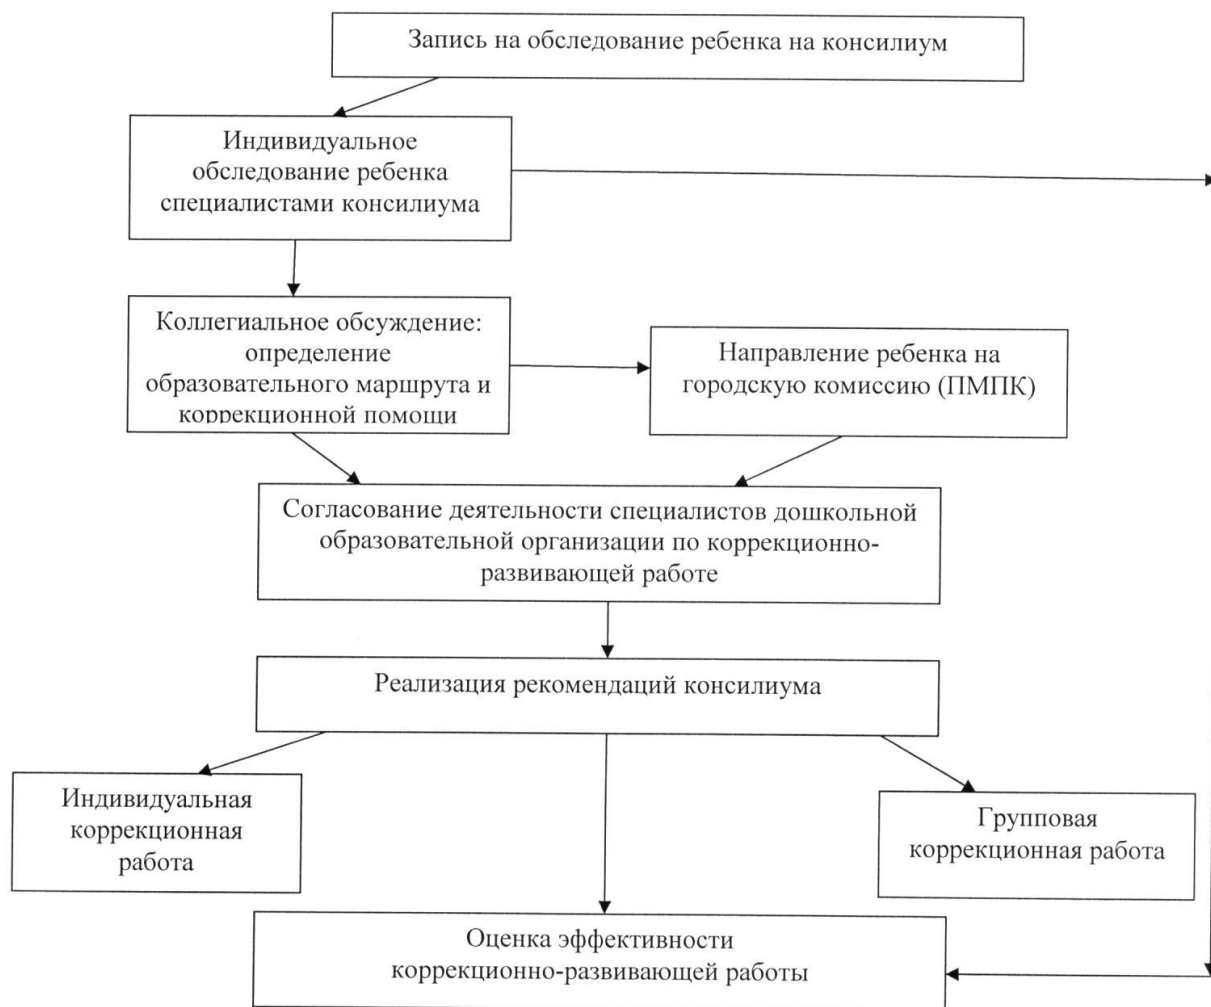 Запись на обследование ребенка на консилиум
Индивидуальное
обследование ребенка
специалистами консилиума
Коллегиальное обсуждение:
определение
образовательного маршрута и
коррекционной помощи
Направление ребенка на
городскую комиссию (ПМПК)
Согласование деятельности специалистов дошкольной
образовательной организации по коррекционно-
развивающей работе
Реализация рекомендаций консилиума
Индивидуальная
коррекционная
работа
Групповая
коррекционная работа
Оценка эффективности
коррекционно-развивающей работы